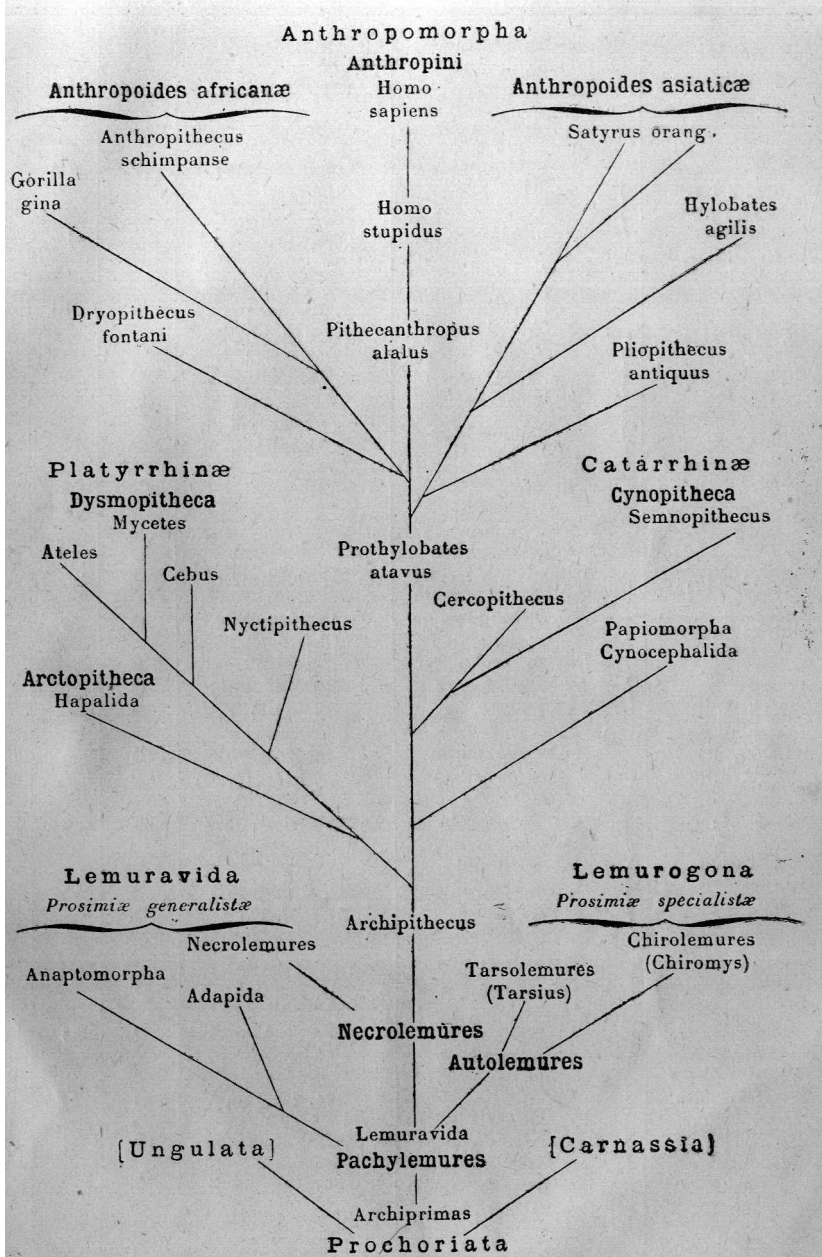 Anthropomorpha
Anthropini
Anthropoides africanæ
Homo
sapiens
Anthropoides asiaticæ
Anthropithecus
schimpanse
Satyrus orang.
Gorilla
gina
Homo
stupidus
Hylobates
agilis
Dryopithecus
fontani
Pithecanthropus
alalus
Pliopithecus
antiquus
Platyrrhinæ
Dysmopitheca
Mycetes
Catarrhinæ
Cynopitheca
Semnopithecus
Ateles
Cebus
Prothylobates
atavus
Nyctipithecus
Cercopithecus
Papiomorpha
Cynocephalida
Arctopitheca
Hapalida
Lemuravida
Prosimiæ generalistæ
Lemurogona
Prosimiæ specialistæ
Archipithecus
Necrolemures
Chirolemures
(Chiromys)
Anaptomorpha
Adapida
Tarsolemures
(Tarsius)
Necrolemures
Autolemures
[Ungulata]
Lemuravida
Pachylemures
[Carnassia]
Archiprimas
Prochoriata